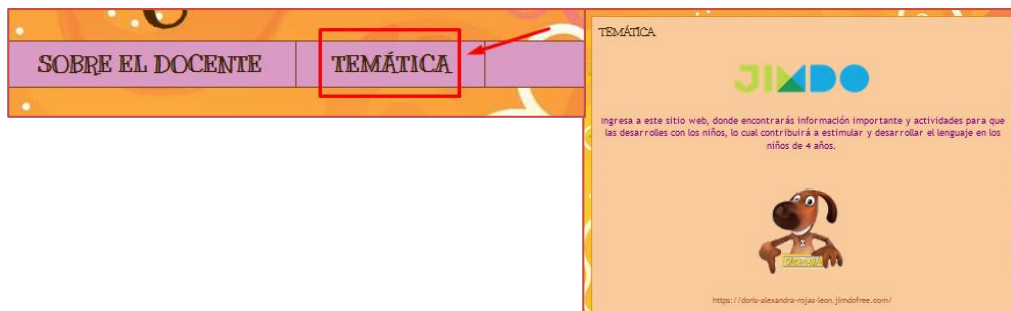 SOBRE EL DOCENTE
TEMÁTICA
TEMÁTICA
JIMDO
Ingresa a este sitio web, donde encontrarás información importante y actividades para que
las desarrolles con los niños, lo cual contribuirá a estimular y desarrollar el lenguaje en los
niños de 4 años.
https://doris-alexandra-rojas-leon.jimdofree.com/